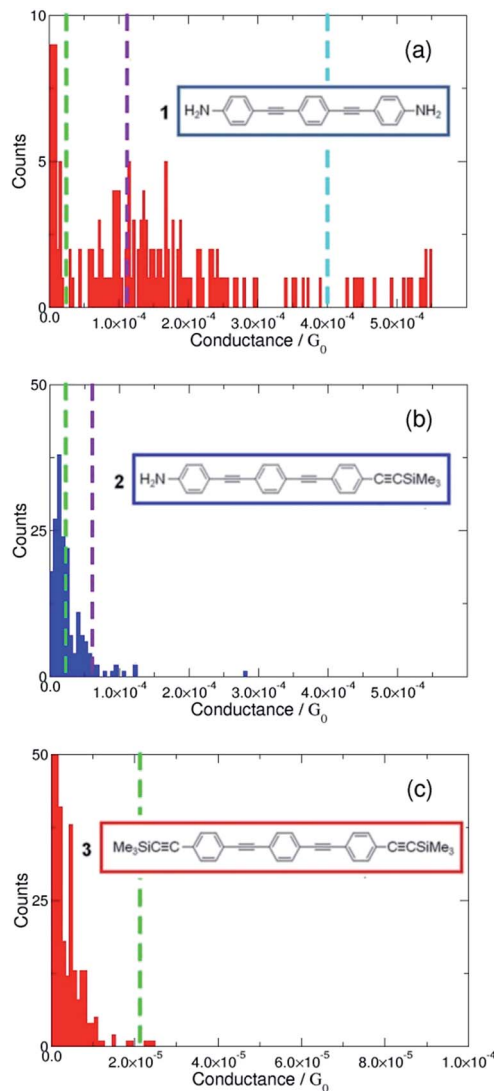 10
(a)
1
H₂N
NH₂
Counts
5
0
0.0
1.0×10⁻⁴
2.0×10⁻⁴
3.0×10⁻⁴
4.0×10⁻⁴
5.0×10⁻⁴
Conductance / G₀
50
(b)
2
H₂N
C≡CSiMe₃
Counts
25
0
0.0
1.0×10⁻⁴
2.0×10⁻⁴
3.0×10⁻⁴
4.0×10⁻⁴
5.0×10⁻⁴
Conductance / G₀
50
(c)
3
Me₃SiC≡C
C≡CSiMe₃
Counts
25
0
0.0
2.0×10⁻⁵
4.0×10⁻⁵
6.0×10⁻⁵
8.0×10⁻⁵
1.0×10⁻⁴
Conductance / G₀